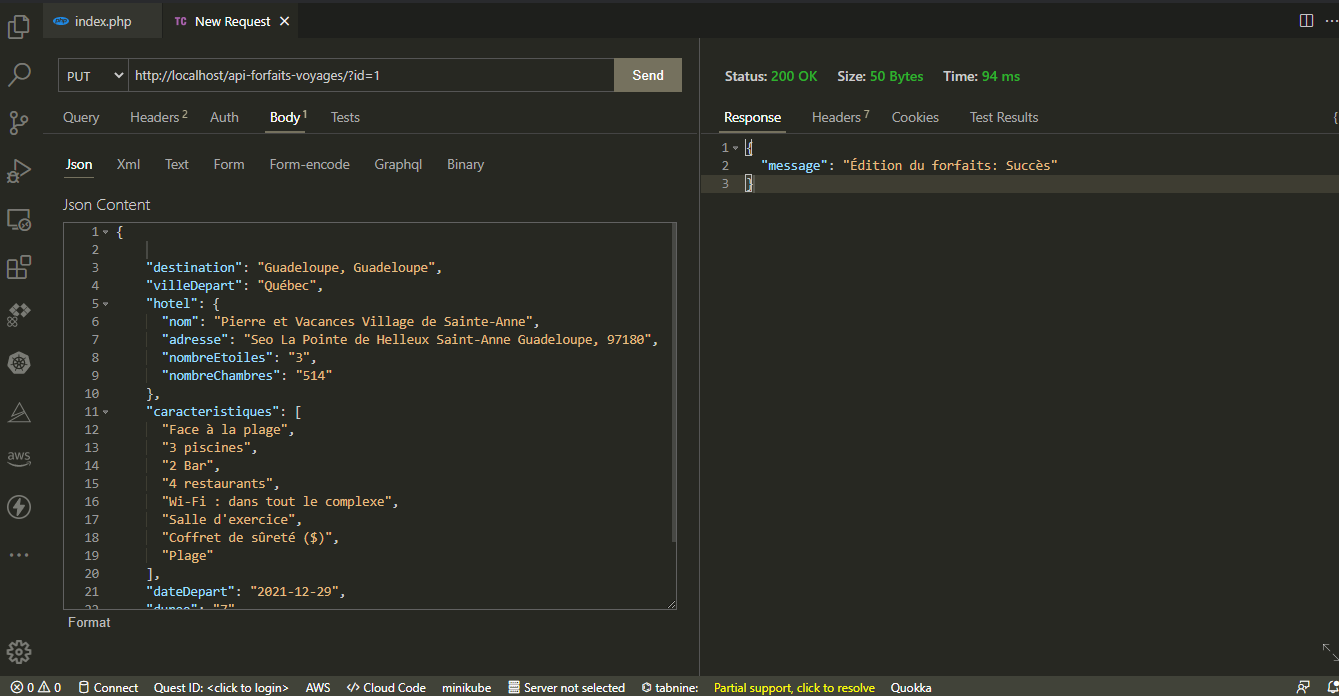 index.php
TC New Request
PUT http://localhost/api-forfaits-voyages/?id=1 Send
Query Headers 2 Auth Body 1 Tests
Json Xml Text Form Form-encode Graphql Binary
Json Content
1 {
2
3 "destination": "Guadeloupe, Guadeloupe",
4 "villeDepart": "Québec",
5 "hotel": {
6 "nom": "Pierre et Vacances Village de Sainte-Anne",
7 "adresse": "Seo La Pointe de Helleux Saint-Anne Guadeloupe, 97180",
8 "nombreEtoiles": "3",
9 "nombreChambres": "514"
10 },
11 "caracteristiques": [
12 "Face à la plage",
13 "3 piscines",
14 "2 Bar",
15 "4 restaurants",
16 "Wi-Fi : dans tout le complexe",
17 "Salle d'exercice",
18 "Coffret de sûreté ($)",
19 "Plage"
20 ],
21 "dateDepart": "2021-12-29",
22 "duree": "7"
Format
Status: 200 OK Size: 50 Bytes Time: 94 ms
Response Headers 7 Cookies Test Results {
1 {
2 "message": "Édition du forfaits: Succès"
3 }
aws
0 0 Connect Quest ID: <click to login> AWS Cloud Code minikube Server not selected tabnine: Partial support, click to resolve Quokka